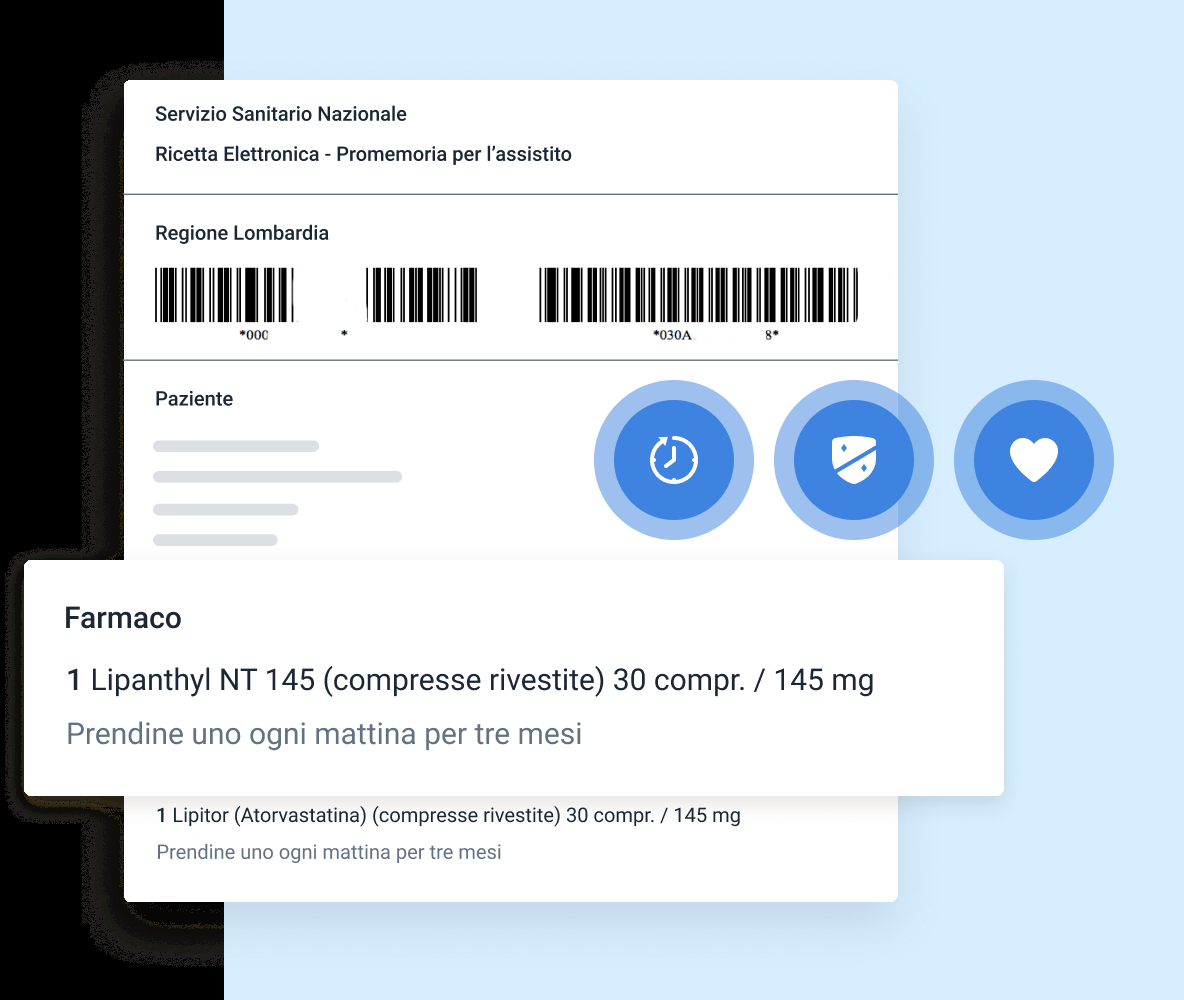 Servizio Sanitario Nazionale
Ricetta Elettronica - Promemoria per l’assistito
Regione Lombardia
*000 * *030A 8*
Paziente
Farmaco
1 Lipanthyl NT 145 (compresse rivestite) 30 compr. / 145 mg
Prendine uno ogni mattina per tre mesi
1 Lipitor (Atorvastatina) (compresse rivestite) 30 compr. / 145 mg
Prendine uno ogni mattina per tre mesi